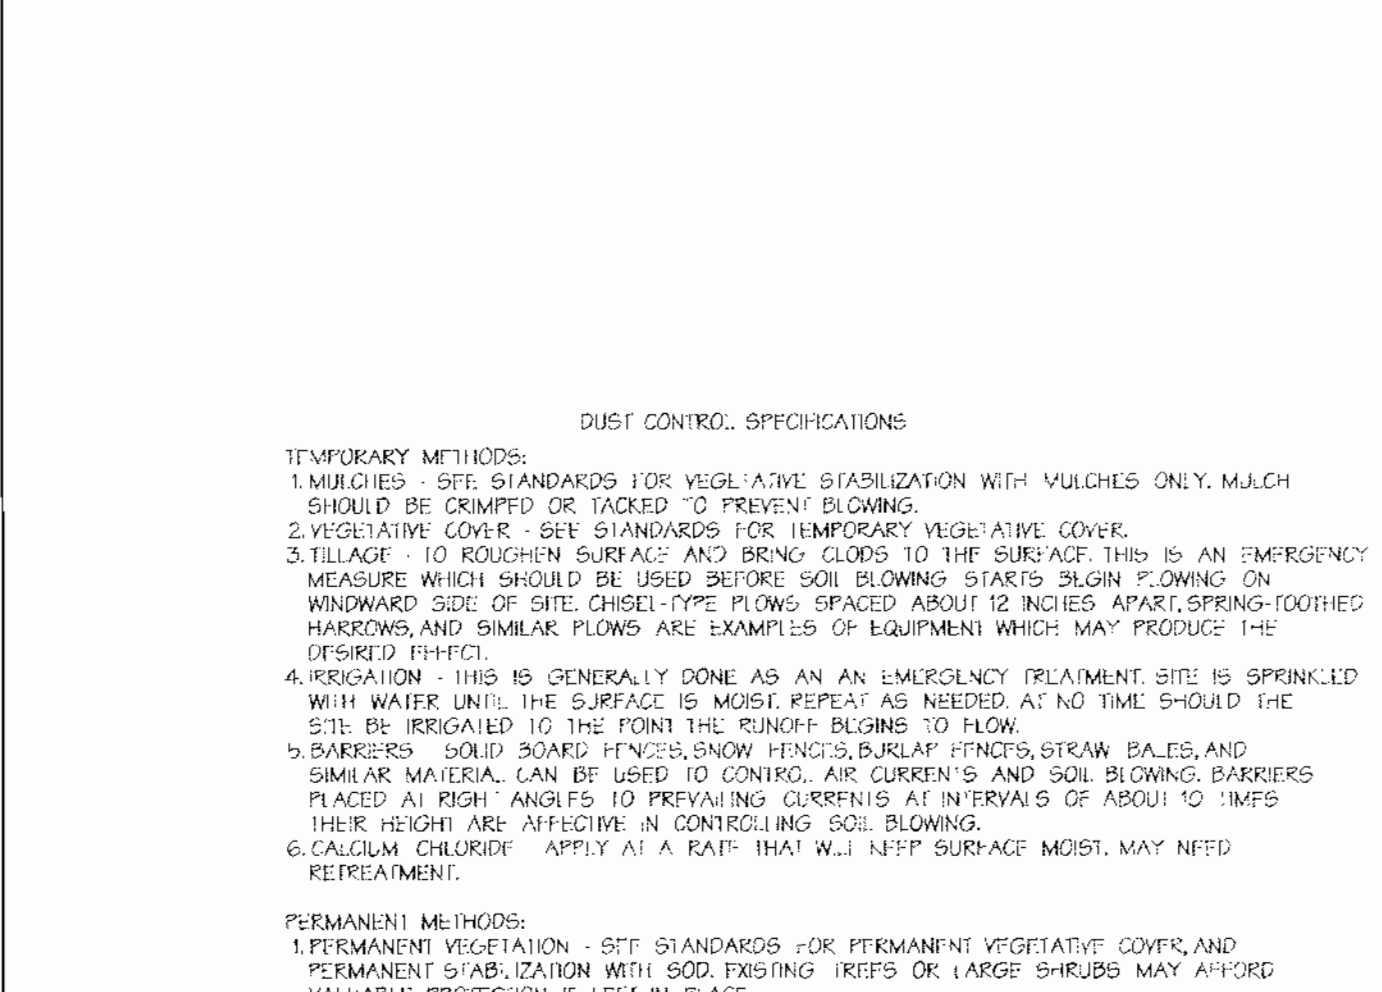 DUST CONTROL SPECIFICATIONS
TEMPORARY METHODS:
1. MULCHES - SEE STANDARDS FOR VEGETATIVE STABILIZATION WITH MULCHES ONLY. MULCH
SHOULD BE CRIMPED OR TACKED TO PREVENT BLOWING.
2. VEGETATIVE COVER - SEE STANDARDS FOR TEMPORARY VEGETATIVE COVER.
3. TILLAGE - TO ROUGHEN SURFACE AND BRING CLODS TO THE SURFACE. THIS IS AN EMERGENCY
MEASURE WHICH SHOULD BE USED BEFORE SOIL BLOWING STARTS BEGIN PLOWING ON
WINDWARD SIDE OF SITE. CHISEL-TYPE PLOWS SPACED ABOUT 12 INCHES APART, SPRING-TOOTHED
HARROWS, AND SIMILAR PLOWS ARE EXAMPLES OF EQUIPMENT WHICH MAY PRODUCE THE
DESIRED EFFECT.
4. IRRIGATION - THIS IS GENERALLY DONE AS AN AN EMERGENCY TREATMENT. SITE IS SPRINKLED
WITH WATER UNTIL THE SURFACE IS MOIST. REPEAT AS NEEDED. AT NO TIME SHOULD THE
SITE BE IRRIGATED TO THE POINT THE RUNOFF BEGINS TO FLOW.
5. BARRIERS SOLID BOARD FENCES, SNOW FENCES, BURLAP FENCES, STRAW BALES, AND
SIMILAR MATERIAL CAN BE USED TO CONTROL AIR CURRENTS AND SOIL BLOWING. BARRIERS
PLACED AT RIGHT ANGLES TO PREVAILING CURRENTS AT INTERVALS OF ABOUT 10 TIMES
THEIR HEIGHT ARE AFFECTIVE IN CONTROLLING SOIL BLOWING.
6. CALCIUM CHLORIDE APPLY AT A RATE THAT WILL KEEP SURFACE MOIST. MAY NEED
RETREATMENT.
PERMANENT METHODS:
1. PERMANENT VEGETATION - SEE STANDARDS FOR PERMANENT VEGETATIVE COVER, AND
PERMANENT STABILIZATION WITH SOD. EXISTING TREES OR LARGE SHRUBS MAY AFFORD
VALUABLE PROTECTION IF LEFT IN PLACE.